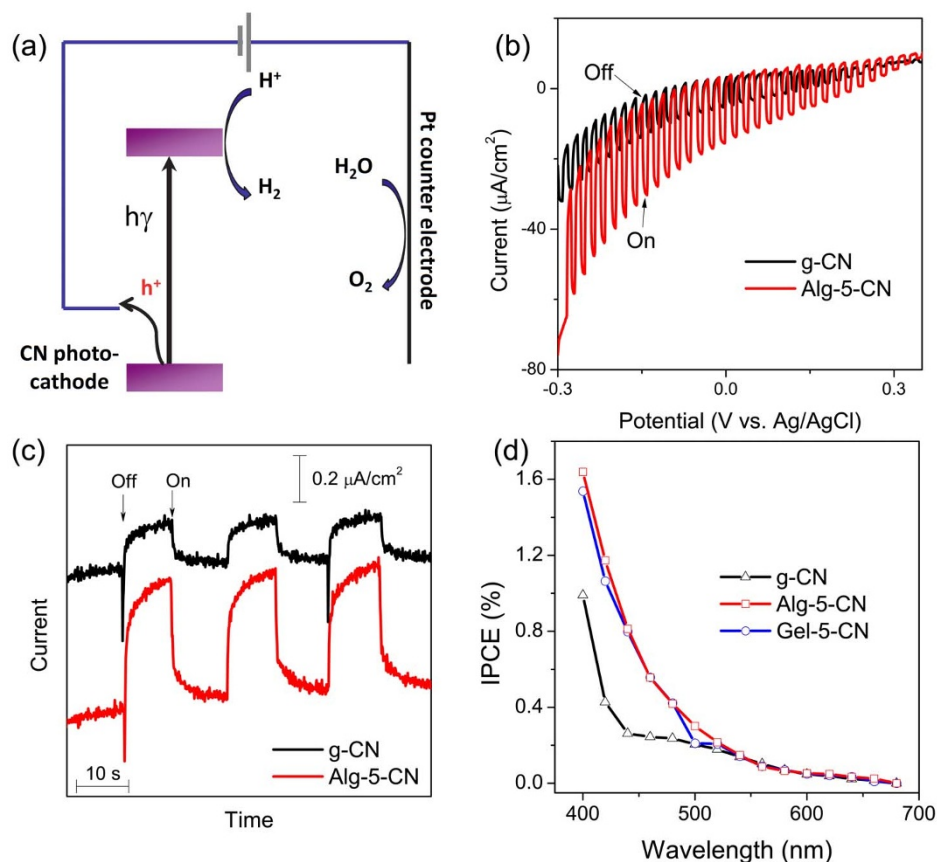 (a)
H⁺
H₂
hγ
h⁺
CN photo-
cathode
H₂O
O₂
Pt counter electrode
(b)
Off
On
g-CN
Alg-5-CN
0
-40
-80
-0.3
0.0
0.3
Current (μA/cm²)
Potential (V vs. Ag/AgCl)
(c)
Off
On
0.2 μA/cm²
g-CN
Alg-5-CN
10 s
Current
Time
(d)
g-CN
Alg-5-CN
Gel-5-CN
1.6
1.2
0.8
0.4
0.0
400
500
600
700
IPCE (%)
Wavelength (nm)